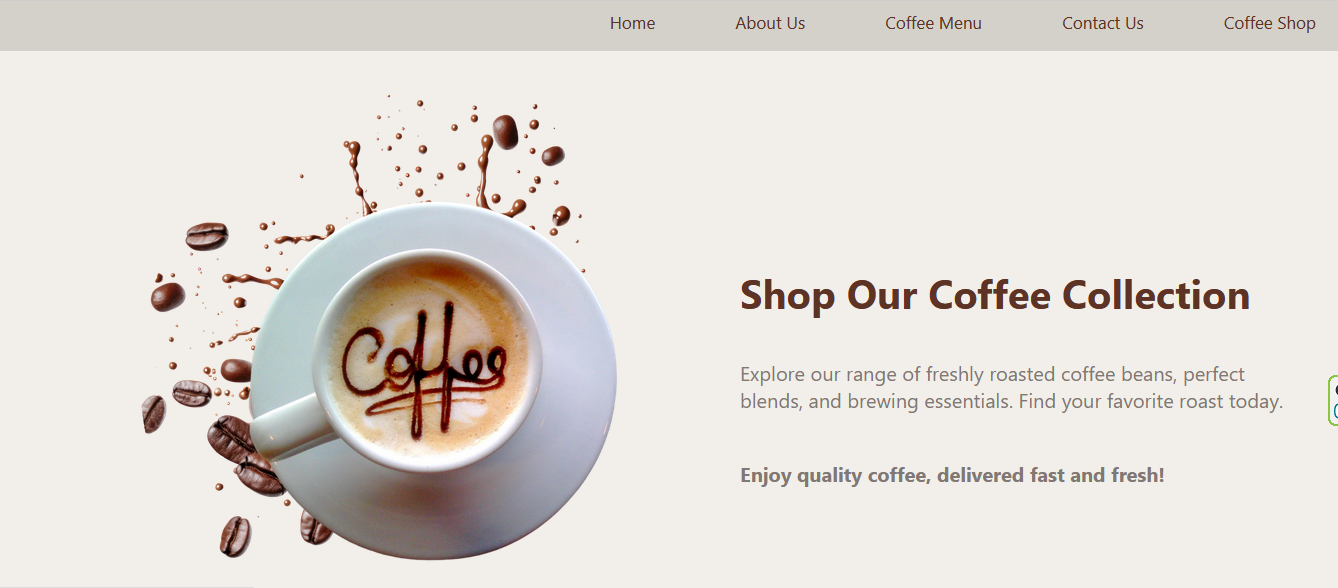 Home About Us Coffee Menu Contact Us Coffee Shop
Coffee
Shop Our Coffee Collection
Explore our range of freshly roasted coffee beans, perfect
blends, and brewing essentials. Find your favorite roast today.
Enjoy quality coffee, delivered fast and fresh!